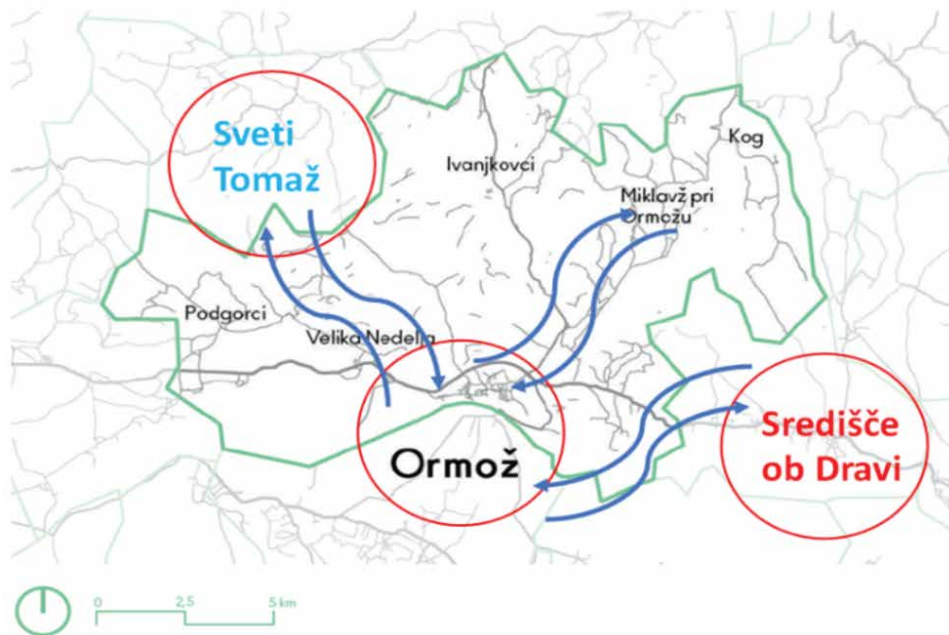 Sveti
Tomaž
Kog
Ivanjkovci
Miklavž pri
Ormožu
Podgorci
Velika Nedelja
Ormož
Središče
ob Dravi
0
2,5
5 km